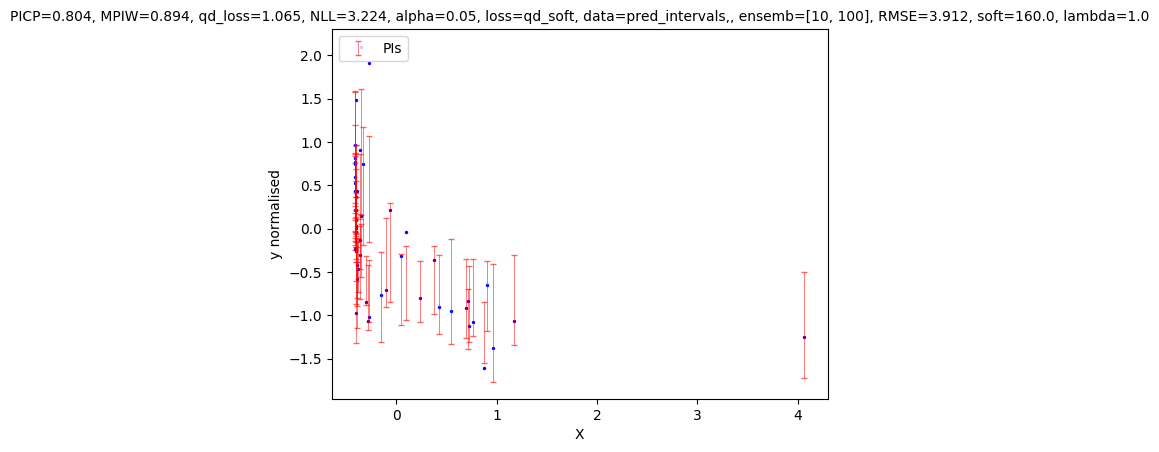 PICP=0.804, MPIW=0.894, qd_loss=1.065, NLL=3.224, alpha=0.05, loss=qd_soft, data=pred_intervals,, ensemb=[10, 100], RMSE=3.912, soft=160.0, lambda=1.0
PIs
2.0
1.5
1.0
0.5
0.0
−0.5
−1.0
−1.5
y normalised
0 1 2 3 4
X